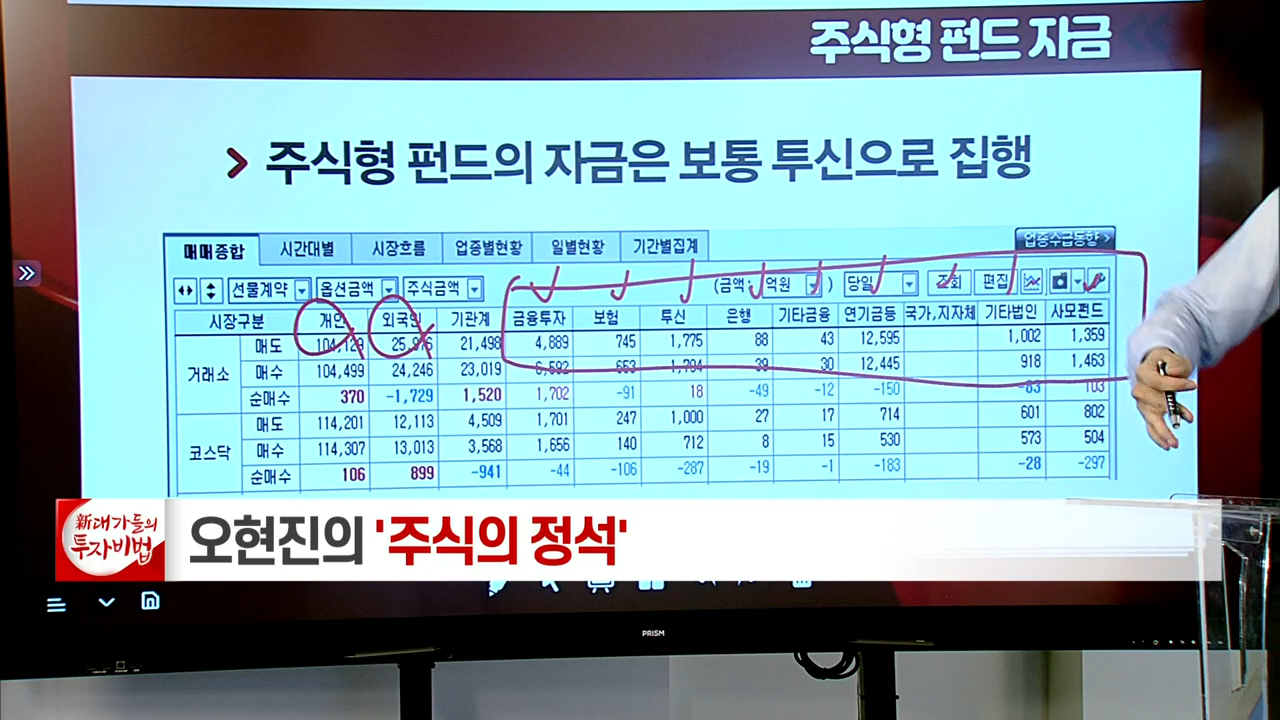 주식형 펀드 자금
주식형 펀드의 자금은 보통 투신으로 집행
매매종합 시간대별 시장흐름 업종별현황 일별현황 기간별집계 업종수급동향
선물계약 옵션금액 주식금액 (금액: 억원 ) 당일 조회 편집
시장구분 개인 외국인 기관계 금융투자 보험 투신 은행 기타금융 연기금등 국가,지자체 기타법인 사모펀드
거래소 매도 104,129 21,498 4,889 745 1,775 88 43 12,595 1,002 1,359
매수 104,499 24,246 23,019 6,592 653 1,794 39 30 12,445 918 1,463
순매수 370 -1,729 1,520 1,702 -91 18 -49 -12 -150 -83 103
코스닥 매도 114,201 12,113 4,509 1,701 247 1,000 27 17 714 601 802
매수 114,307 13,013 3,568 1,656 140 712 8 15 530 573 504
순매수 106 899 -941 -44 -106 -287 -19 -1 -183 -28 -297
新대가들의
투자비법
오현진의 '주식의 정석'
PRISM